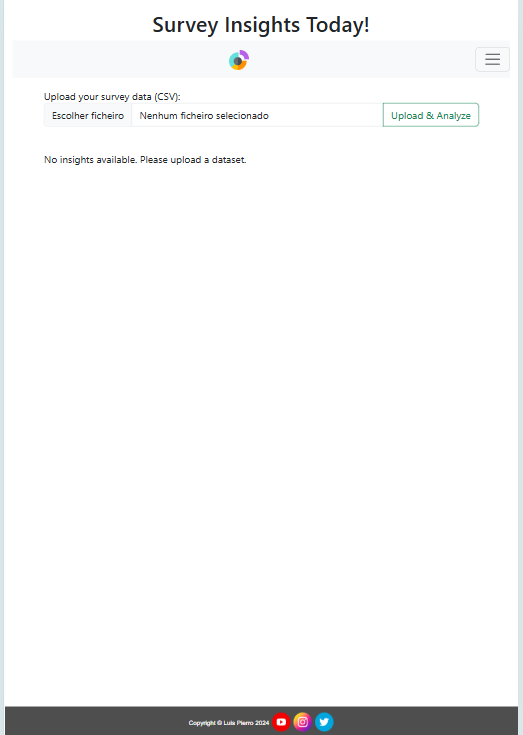 Survey Insights Today!
Upload your survey data (CSV):
Escolher ficheiro Nenhum ficheiro selecionado Upload & Analyze
No insights available. Please upload a dataset.
Copyright © Luis Pierro 2024